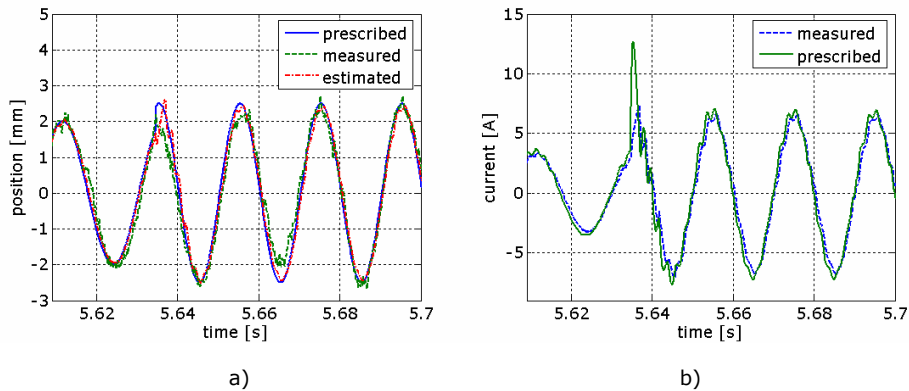 5
4
3
2
1
0
-1
-2
-3
position [mm]
prescribed
measured
estimated
5.62
5.64
5.66
5.68
5.7
time [s]
a)
15
10
5
0
-5
current [A]
measured
prescribed
5.62
5.64
5.66
5.68
5.7
time [s]
b)